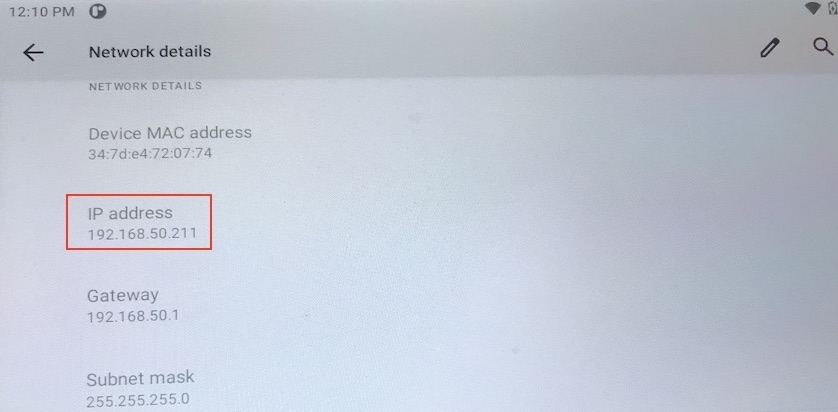 12:10 PM
Network details
NETWORK DETAILS
Device MAC address
34:7d:e4:72:07:74
IP address
192.168.50.211
Gateway
192.168.50.1
Subnet mask
255.255.255.0